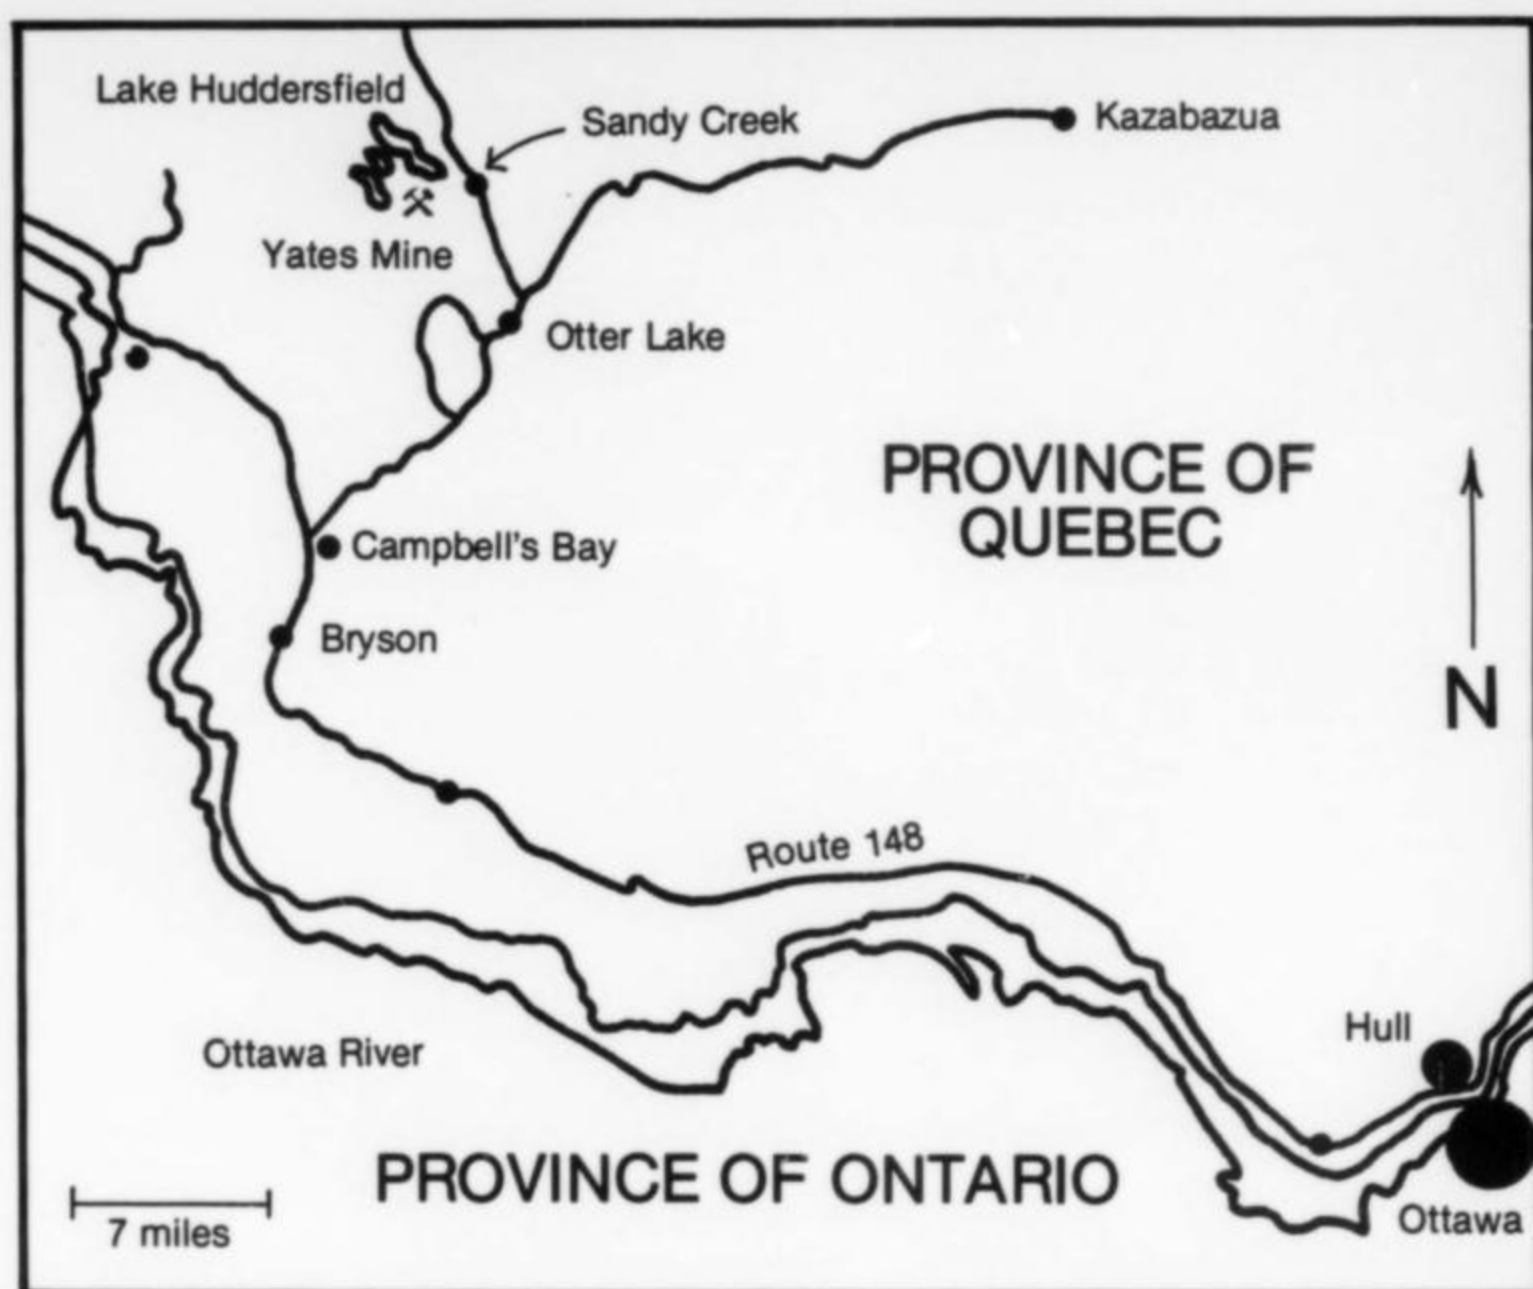 Lake Huddersfield
Sandy Creek
Kazabazua
Yates Mine
Otter Lake
PROVINCE OF
QUEBEC
Campbell's Bay
Bryson
N
Route 148
Hull
Ottawa River
PROVINCE OF ONTARIO
7 miles
Ottawa